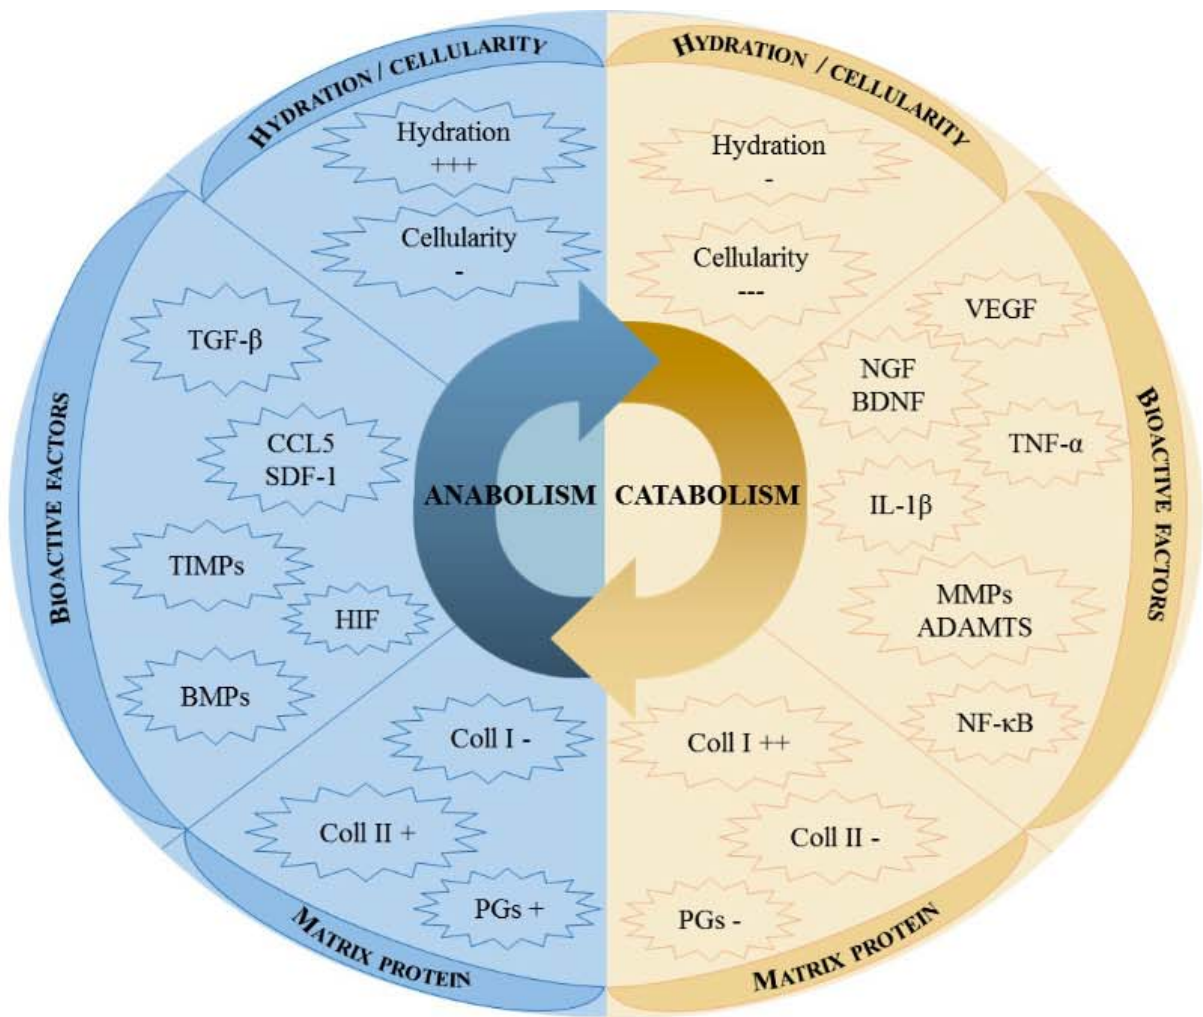 HYDRATION / CELLULARITY
Hydration
+++
Cellularity
-
BIOACTIVE FACTORS
TGF-β
CCL5
SDF-1
TIMPs
HIF
BMPs
Coll I -
Coll II +
PGs +
MATRIX PROTEIN
ANABOLISM
CATABOLISM
HYDRATION / CELLULARITY
Hydration
-
Cellularity
---
BIOACTIVE FACTORS
VEGF
NGF
BDNF
TNF-α
IL-1β
MMPs
ADAMTS
NF-κB
Coll I ++
Coll II -
PGs -
MATRIX PROTEIN